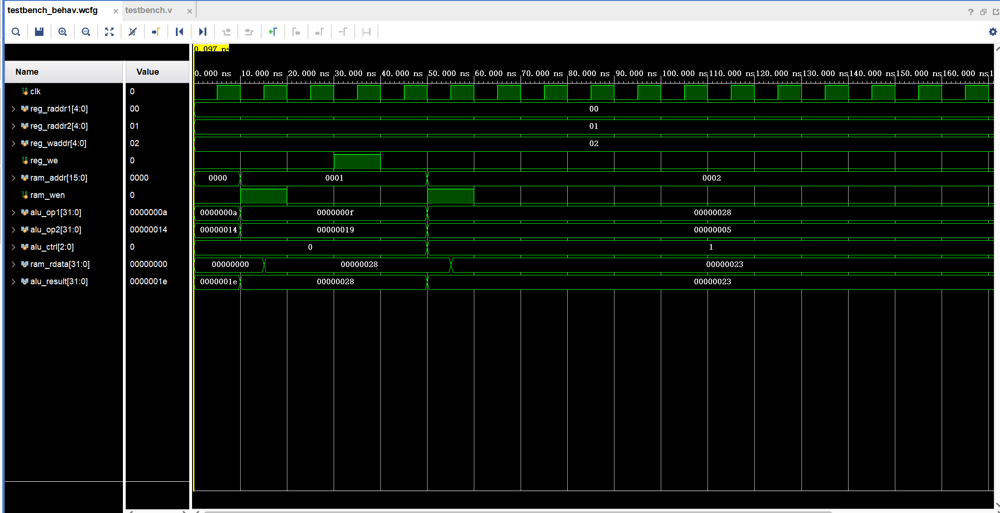 testbench_behav.wcfg × testbench.v ×
0.097 ns
Name Value
0.000 ns 10.000 ns 20.000 ns 30.000 ns 40.000 ns 50.000 ns 60.000 ns 70.000 ns 80.000 ns 90.000 ns 100.000 ns 110.000 ns 120.000 ns 130.000 ns 140.000 ns 150.000 ns 160.000 ns 1
clk 0
reg_raddr1[4:0] 00 00
reg_raddr2[4:0] 01 01
reg_waddr[4:0] 02 02
reg_we 0
ram_addr[15:0] 0000 0000 0001 0002
ram_wen 0
alu_op1[31:0] 0000000a 0000000a 0000000f 00000028
alu_op2[31:0] 00000014 00000014 00000019 00000005
alu_ctrl[2:0] 0 0 1
ram_rdata[31:0] 00000000 00000000 00000028 00000023
alu_result[31:0] 0000001e 0000001e 00000028 00000023